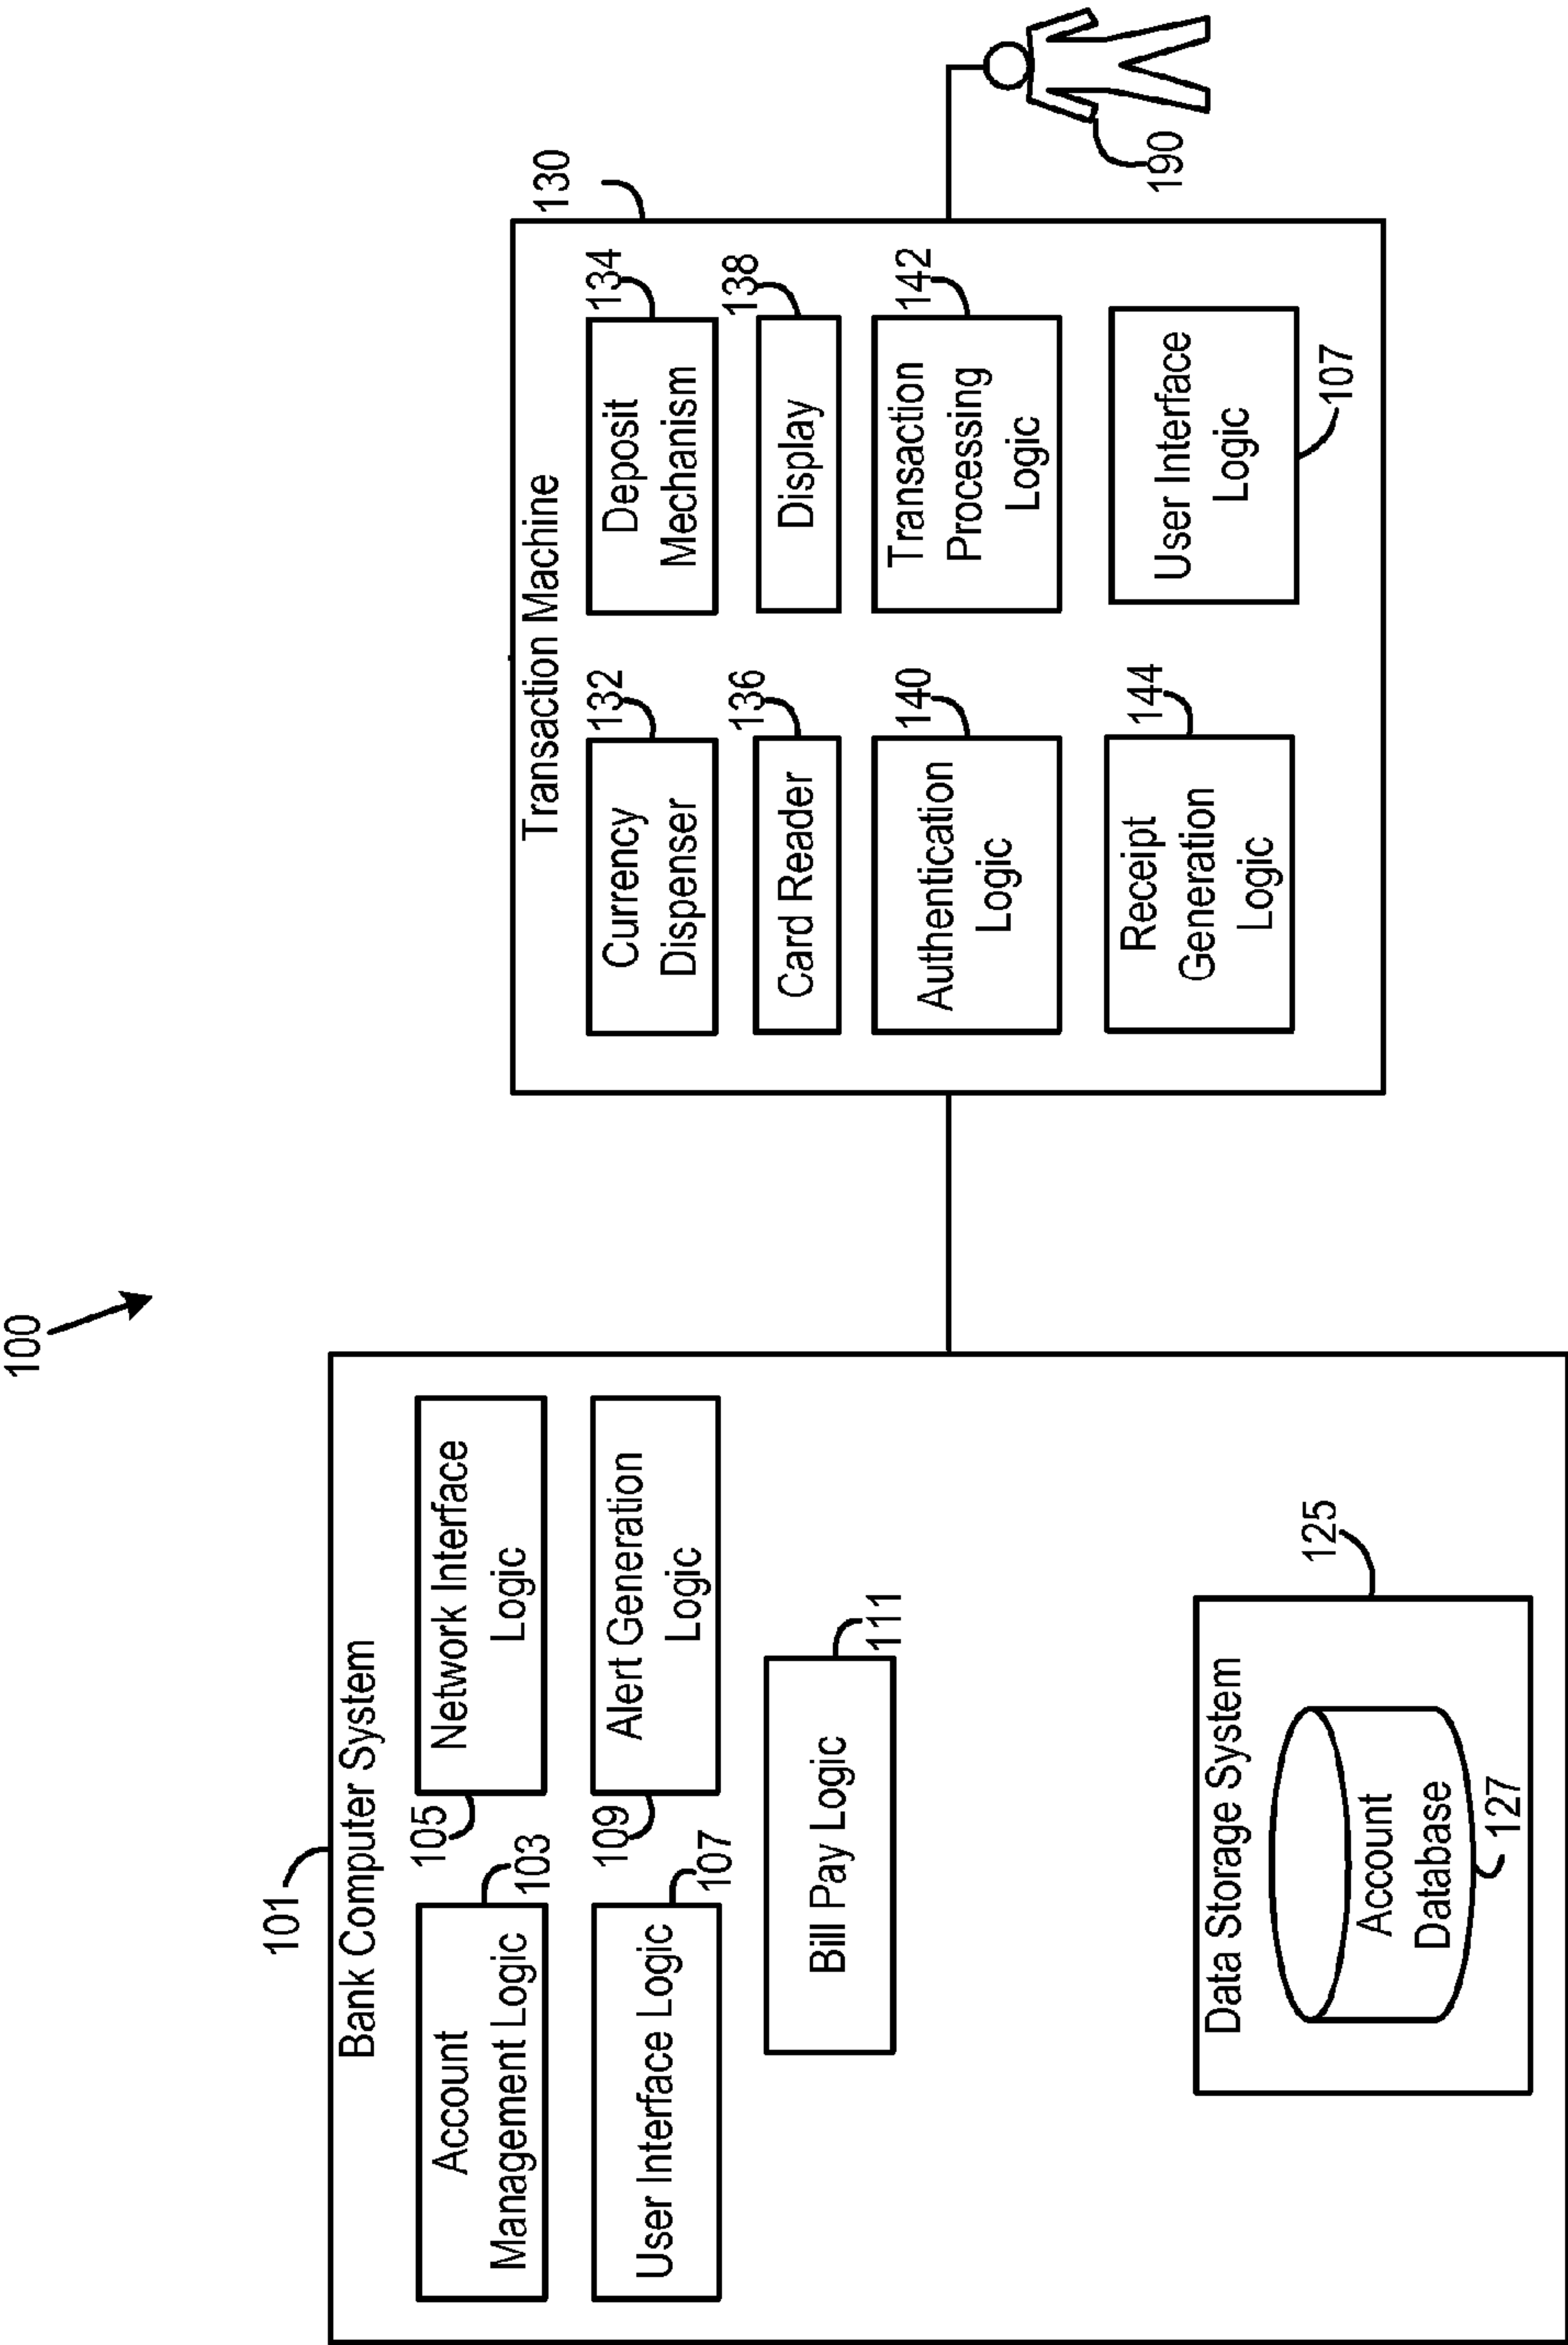 100
101
Bank Computer System
Account
Management Logic
103
105
Network Interface
Logic
User Interface Logic
107
109
Alert Generation
Logic
Bill Pay Logic
111
Data Storage System
125
Account
Database
127
Transaction Machine
130
Currency
Dispenser
132
Deposit
Mechanism
134
Card Reader
136
Display
138
Authentication
Logic
140
Transaction
Processing
Logic
142
Receipt
Generation
Logic
144
User Interface
Logic
107
190